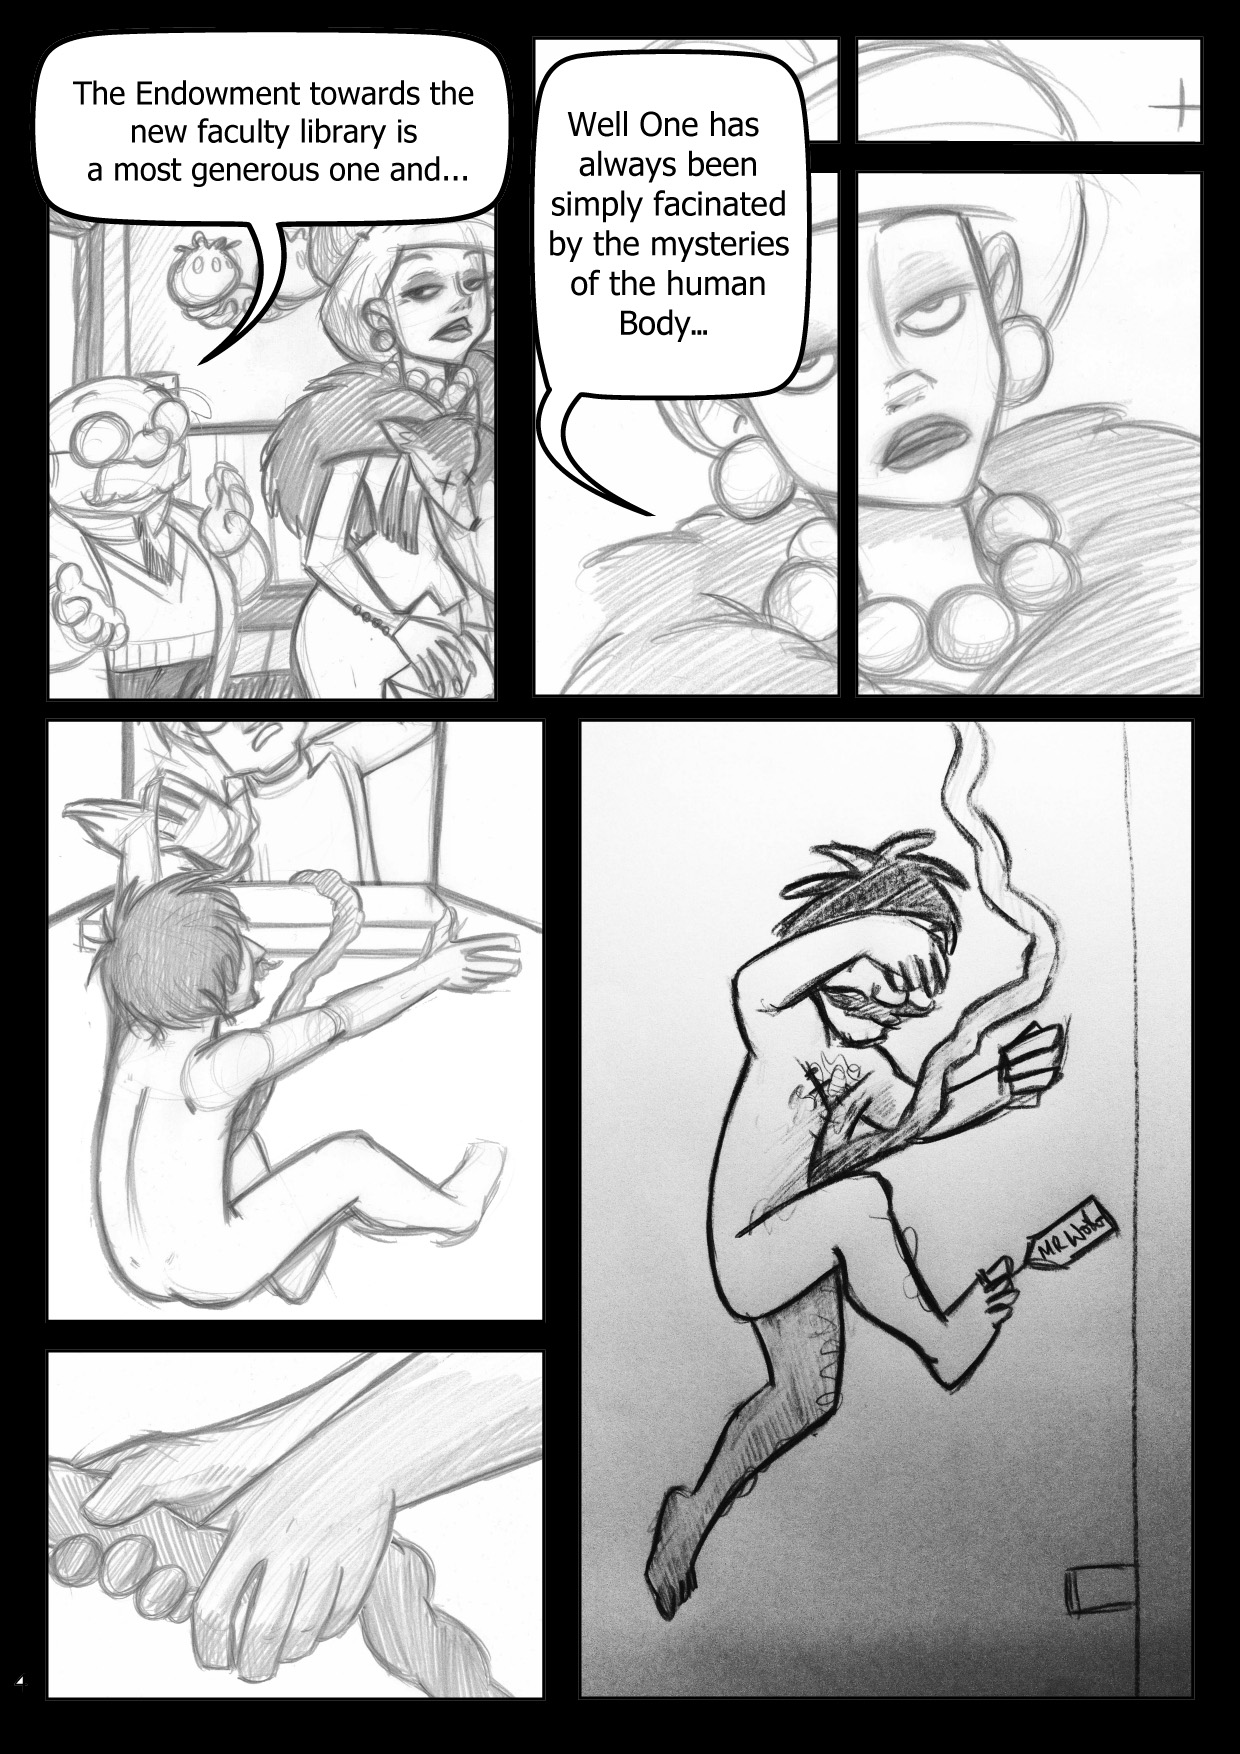 The Endowment towards the
new faculty library is
a most generous one and...
Well One has
always been
simply facinated
by the mysteries
of the human
Body...
MR
4